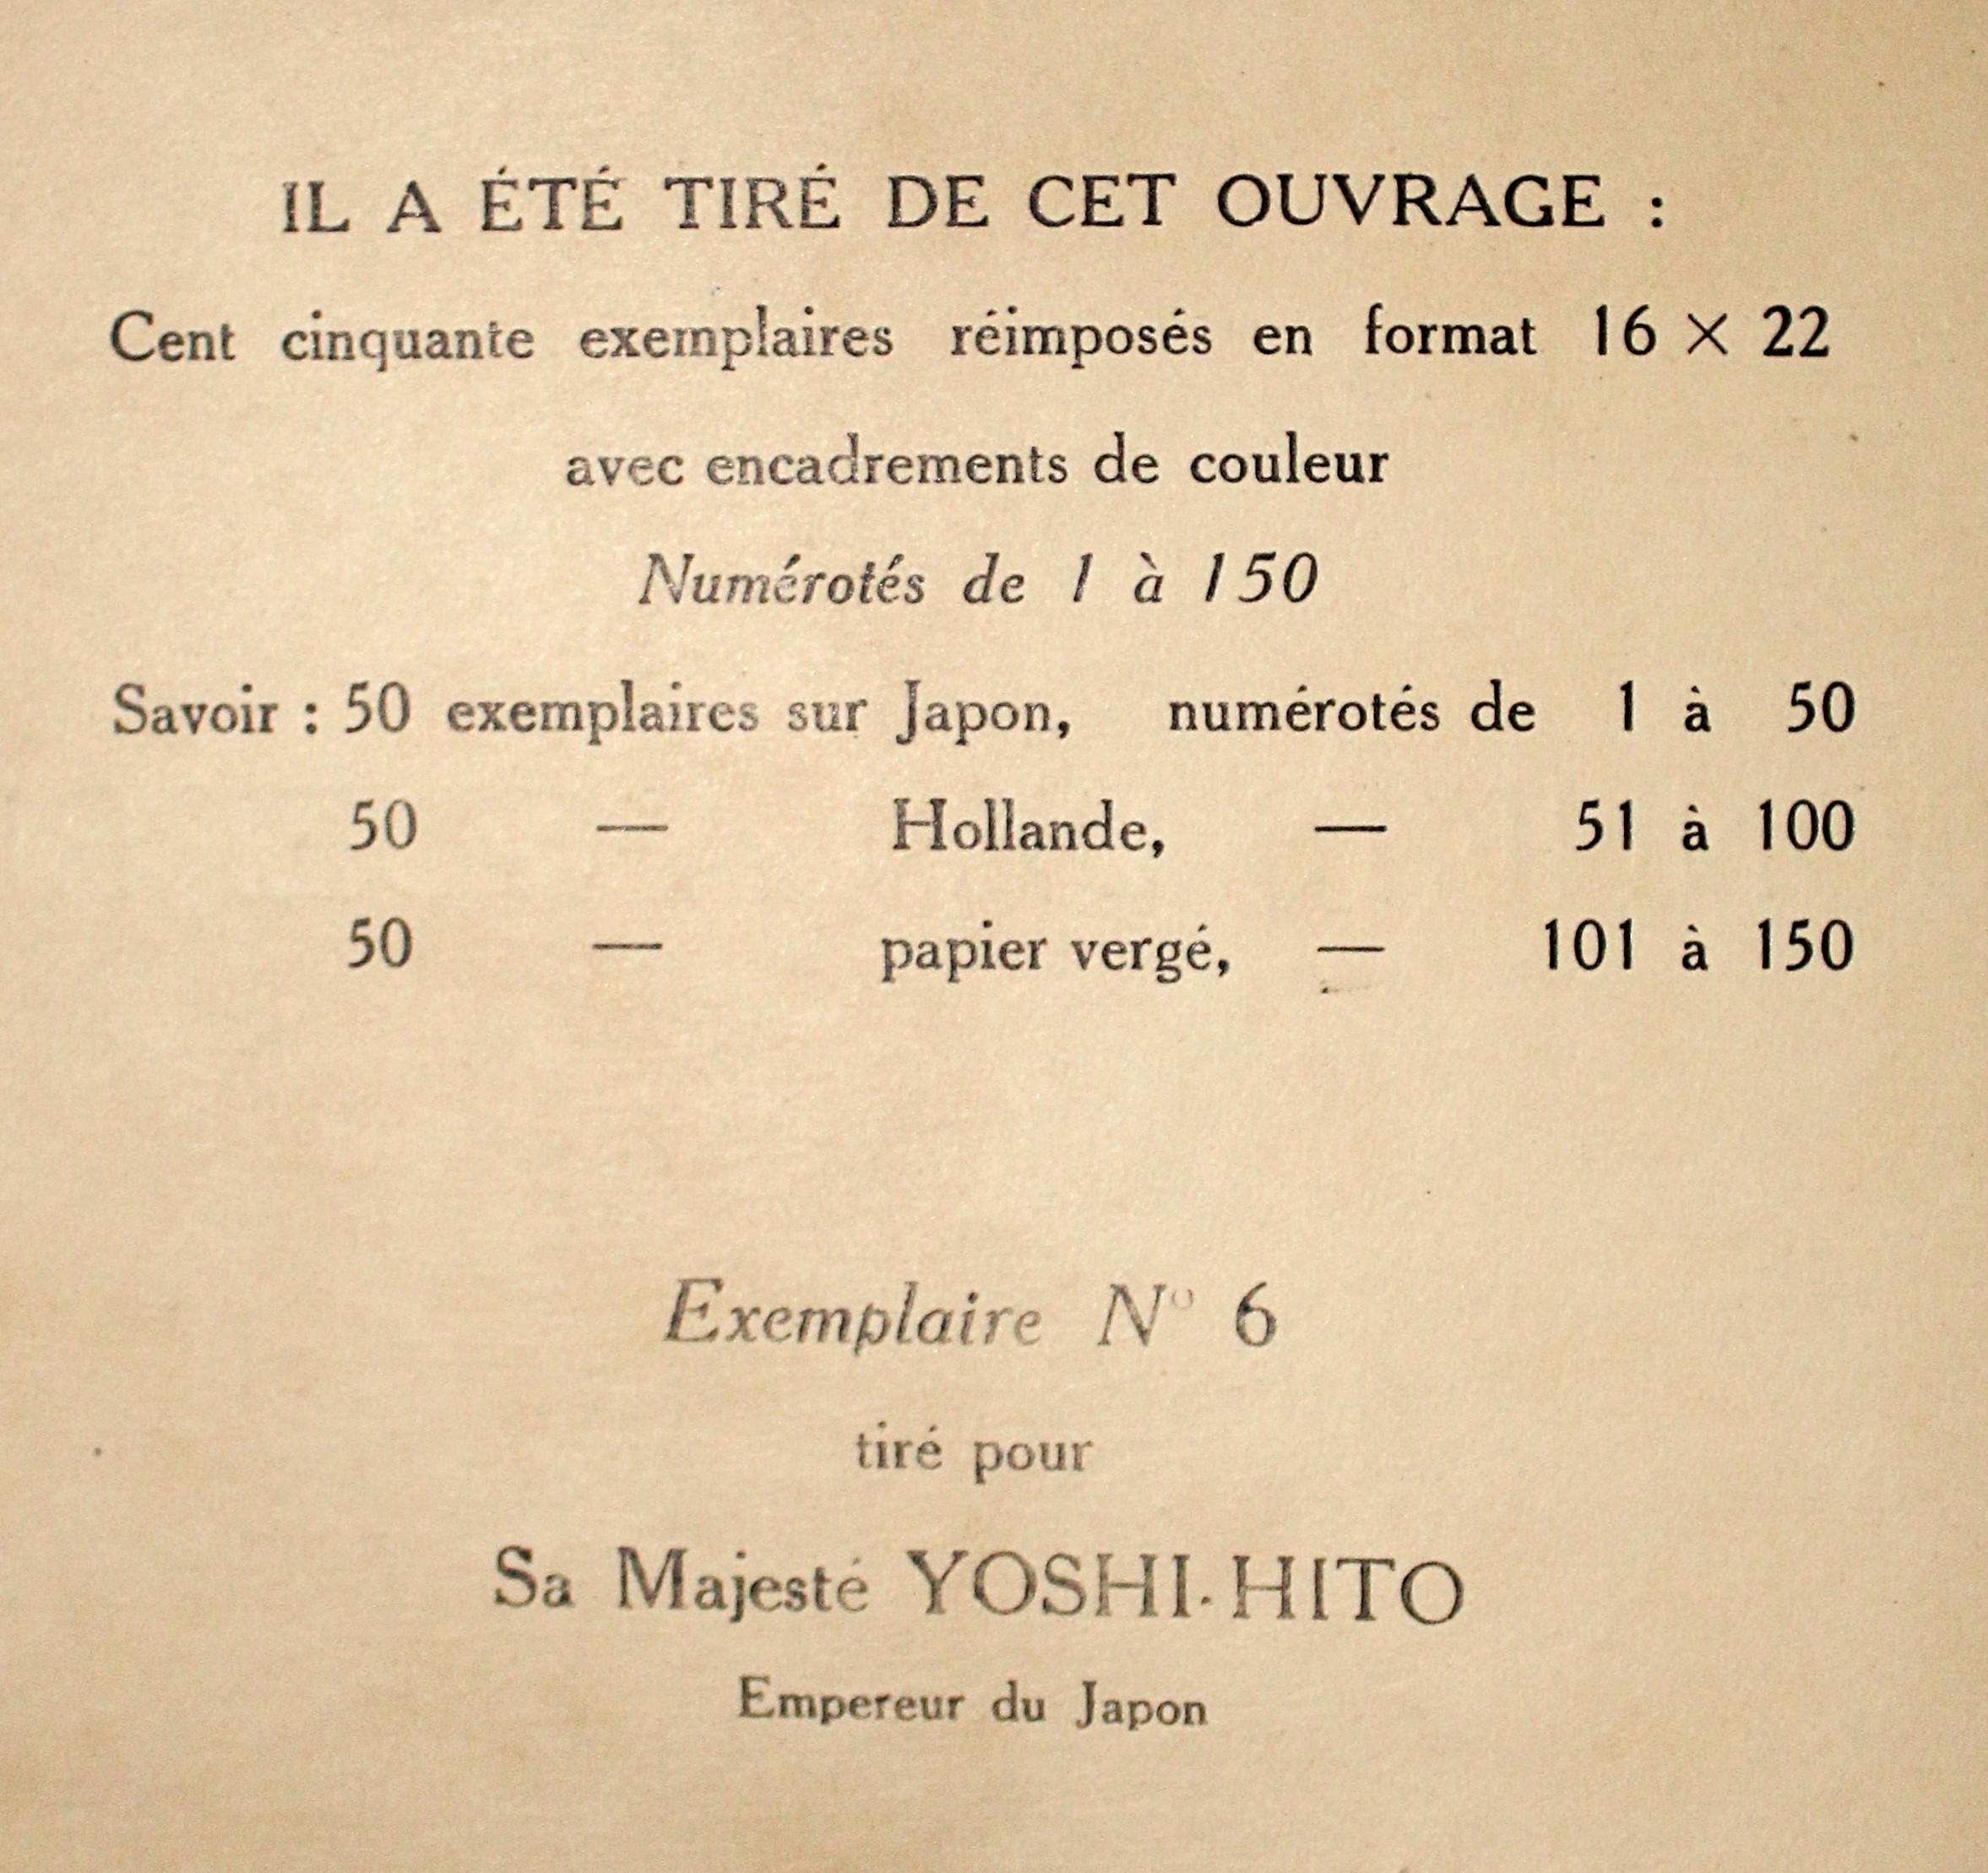 IL A ÉTÉ TIRÉ DE CET OUVRAGE :
Cent cinquante exemplaires réimposés en format 16 × 22
avec encadrements de couleur
Numérotés de 1 à 150
Savoir : 50 exemplaires sur Japon, numérotés de 1 à 50
50 — Hollande, — 51 à 100
50 — papier vergé, — 101 à 150
Exemplaire N° 6
tiré pour
Sa Majesté YOSHI-HITO
Empereur du Japon